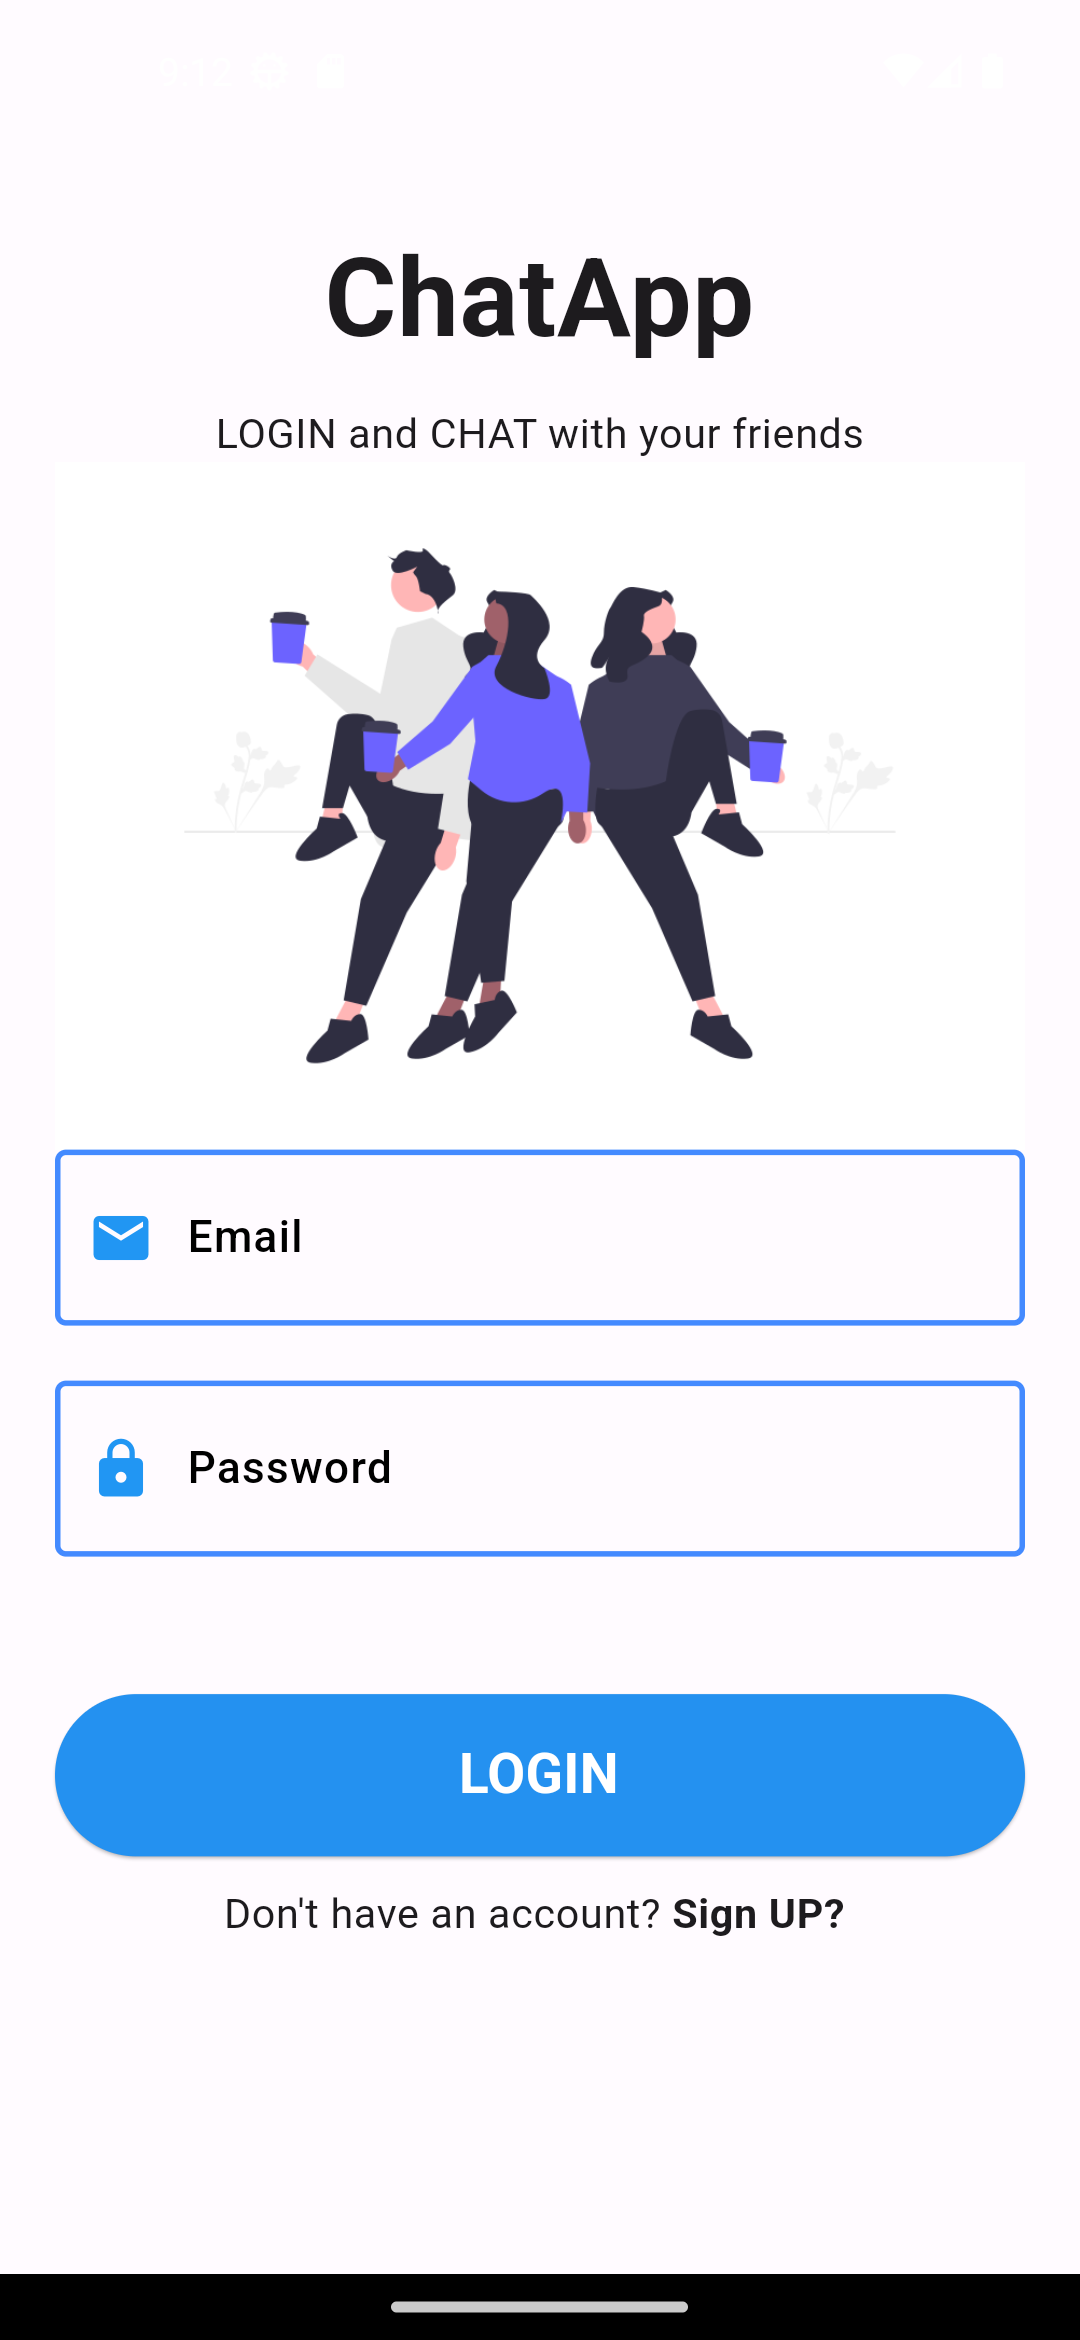 ChatApp
LOGIN and CHAT with your friends
Email
Password
LOGIN
Don't have an account? Sign UP?